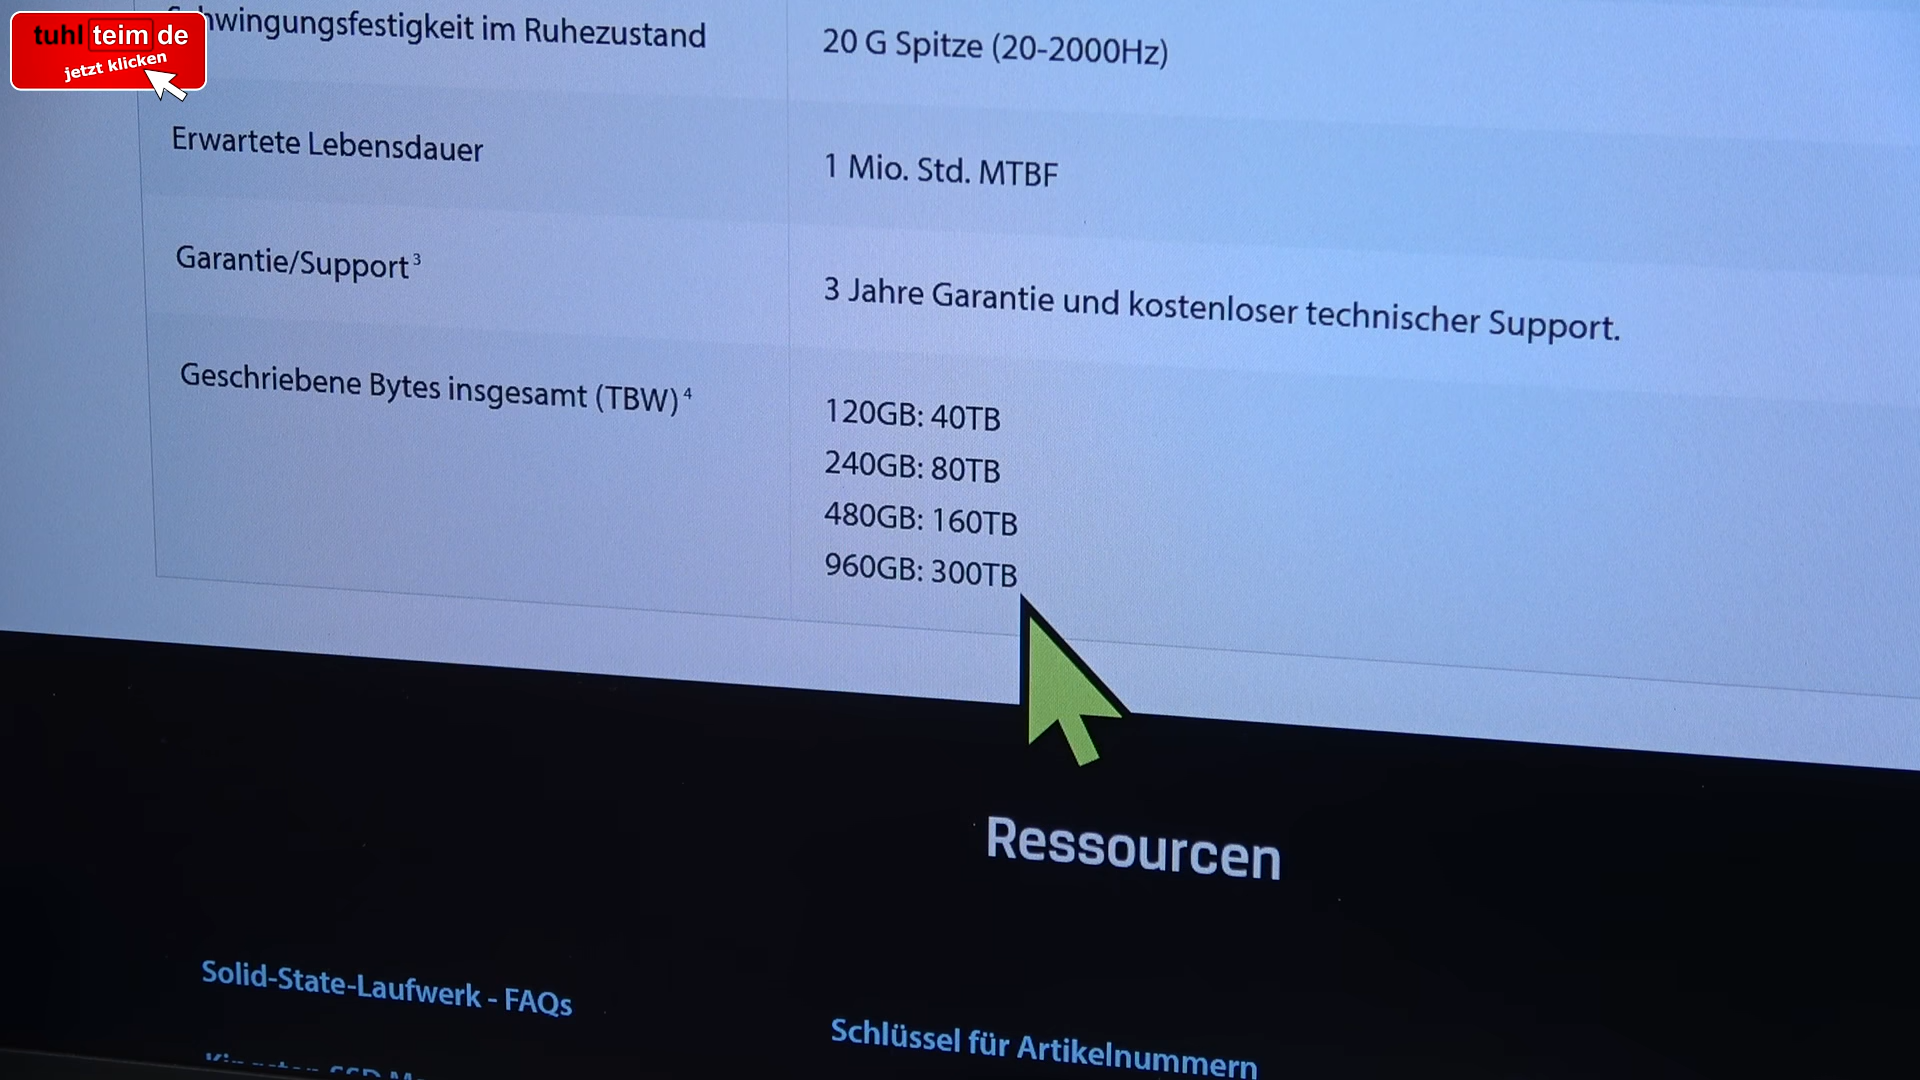 tuhl teim de
jetzt klicken
Schwingungsfestigkeit im Ruhezustand
20 G Spitze (20-2000Hz)
Erwartete Lebensdauer
1 Mio. Std. MTBF
Garantie/Support³
3 Jahre Garantie und kostenloser technischer Support.
Geschriebene Bytes insgesamt (TBW)⁴
120GB: 40TB
240GB: 80TB
480GB: 160TB
960GB: 300TB
Ressourcen
Solid-State-Laufwerk - FAQs
Schlüssel für Artikelnummern